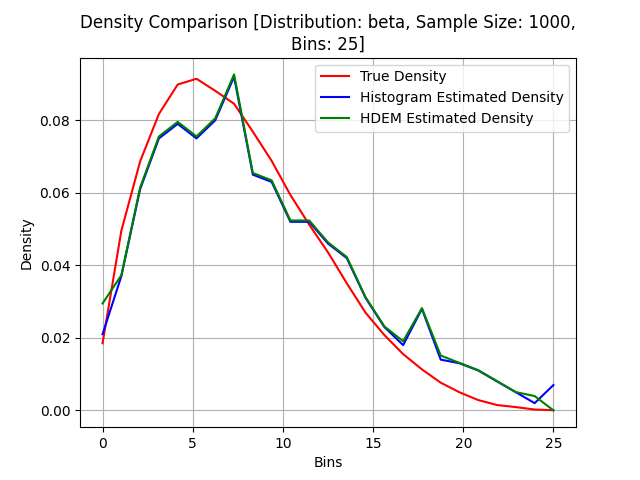 Density Comparison [Distribution: beta, Sample Size: 1000,
Bins: 25]
True Density
Histogram Estimated Density
HDEM Estimated Density
Density
0.08
0.06
0.04
0.02
0.00
0 5 10 15 20 25
Bins